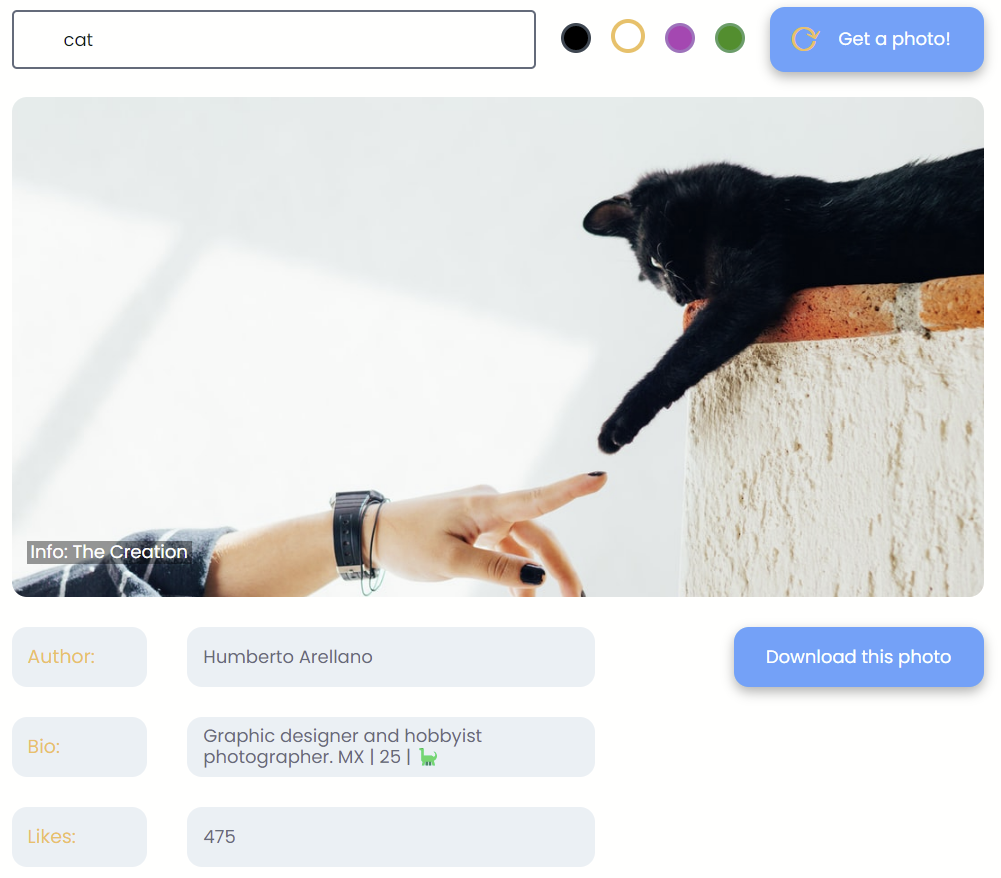 cat
Get a photo!
Info: The Creation
Author:
Humberto Arellano
Download this photo
Bio:
Graphic designer and hobbyist
photographer. MX | 25 | 🦕
Likes:
475